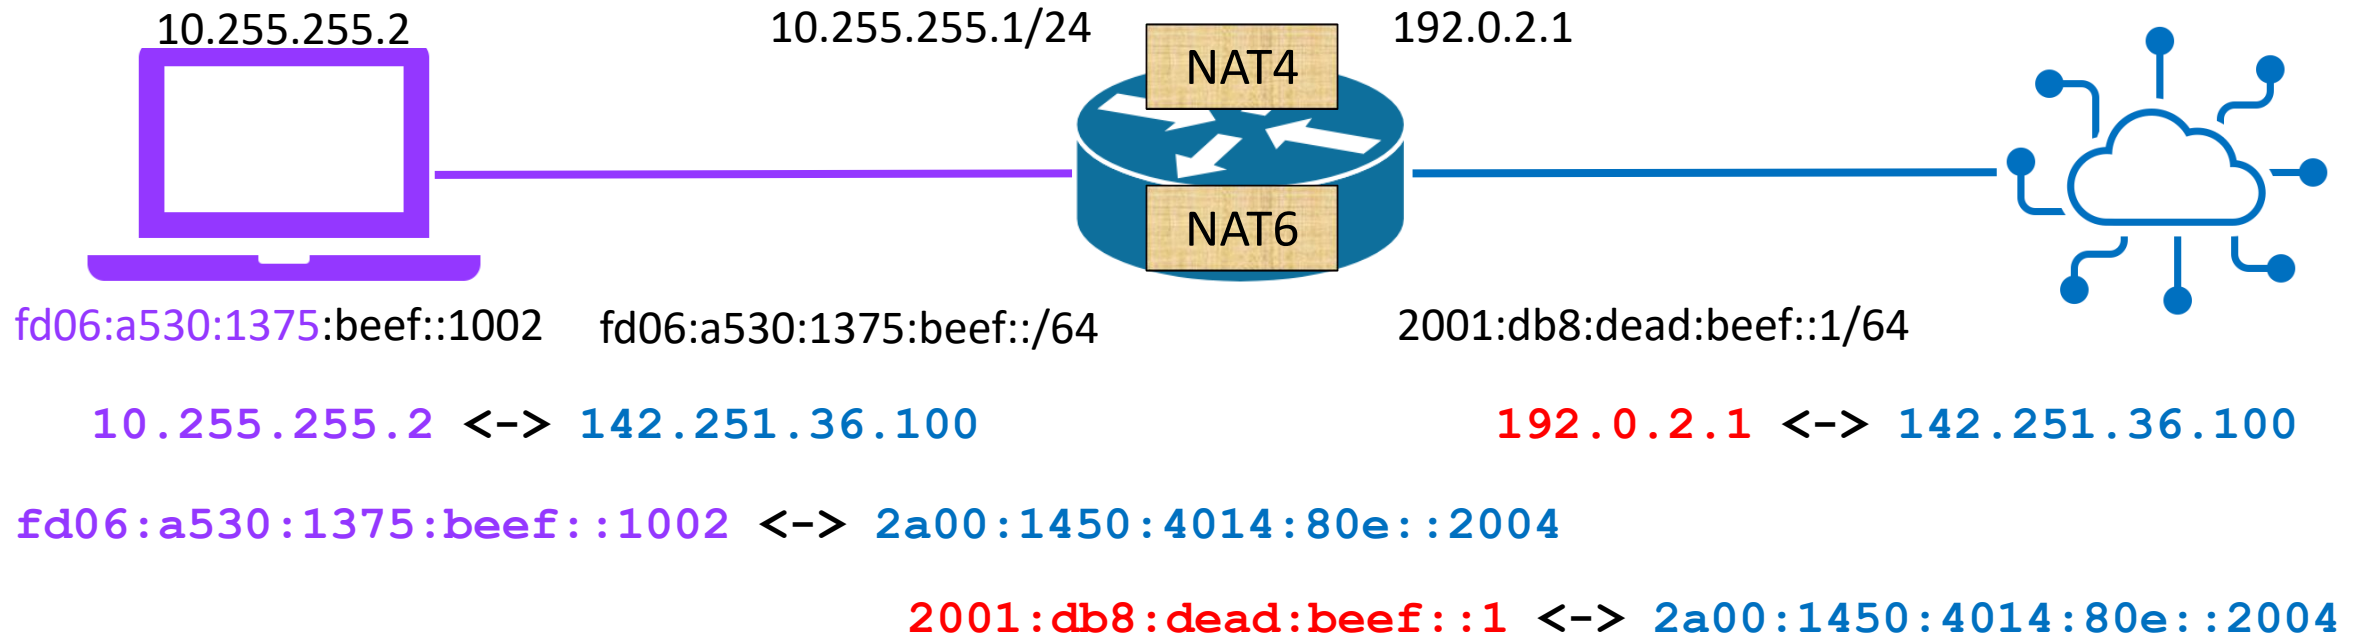 10.255.255.2
10.255.255.1/24
192.0.2.1
NAT4
NAT6
fd06:a530:1375:beef::1002
fd06:a530:1375:beef::/64
2001:db8:dead:beef::1/64
10.255.255.2 <-> 142.251.36.100
192.0.2.1 <-> 142.251.36.100
fd06:a530:1375:beef::1002 <-> 2a00:1450:4014:80e::2004
2001:db8:dead:beef::1 <-> 2a00:1450:4014:80e::2004